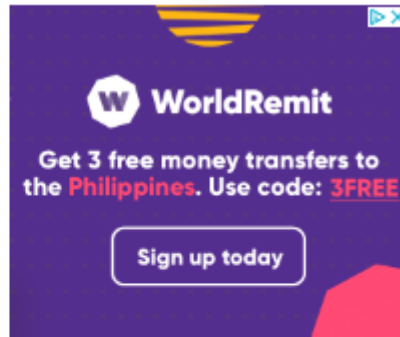 W WorldRemit
Get 3 free money transfers to
the Philippines. Use code: 3FREE
Sign up today